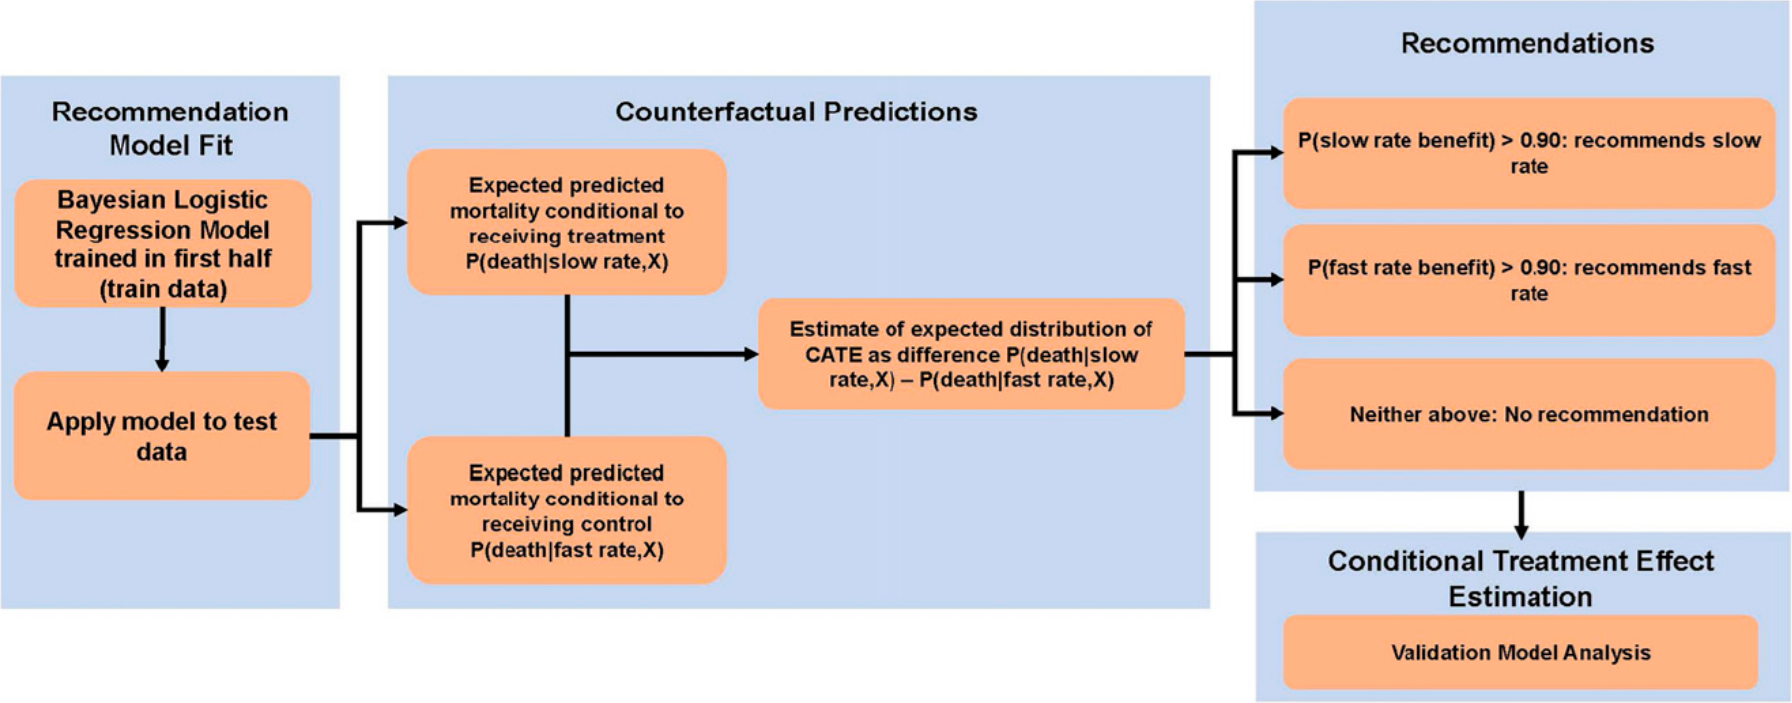 Recommendation
Model Fit
Bayesian Logistic
Regression Model
trained in first half
(train data)
Apply model to test
data
Counterfactual Predictions
Expected predicted
mortality conditional to
receiving treatment
P(death|slow rate,X)
Expected predicted
mortality conditional to
receiving control
P(death|fast rate,X)
Estimate of expected distribution of
CATE as difference P(death|slow
rate,X) – P(death|fast rate,X)
Recommendations
P(slow rate benefit) > 0.90: recommends slow
rate
P(fast rate benefit) > 0.90: recommends fast
rate
Neither above: No recommendation
Conditional Treatment Effect
Estimation
Validation Model Analysis